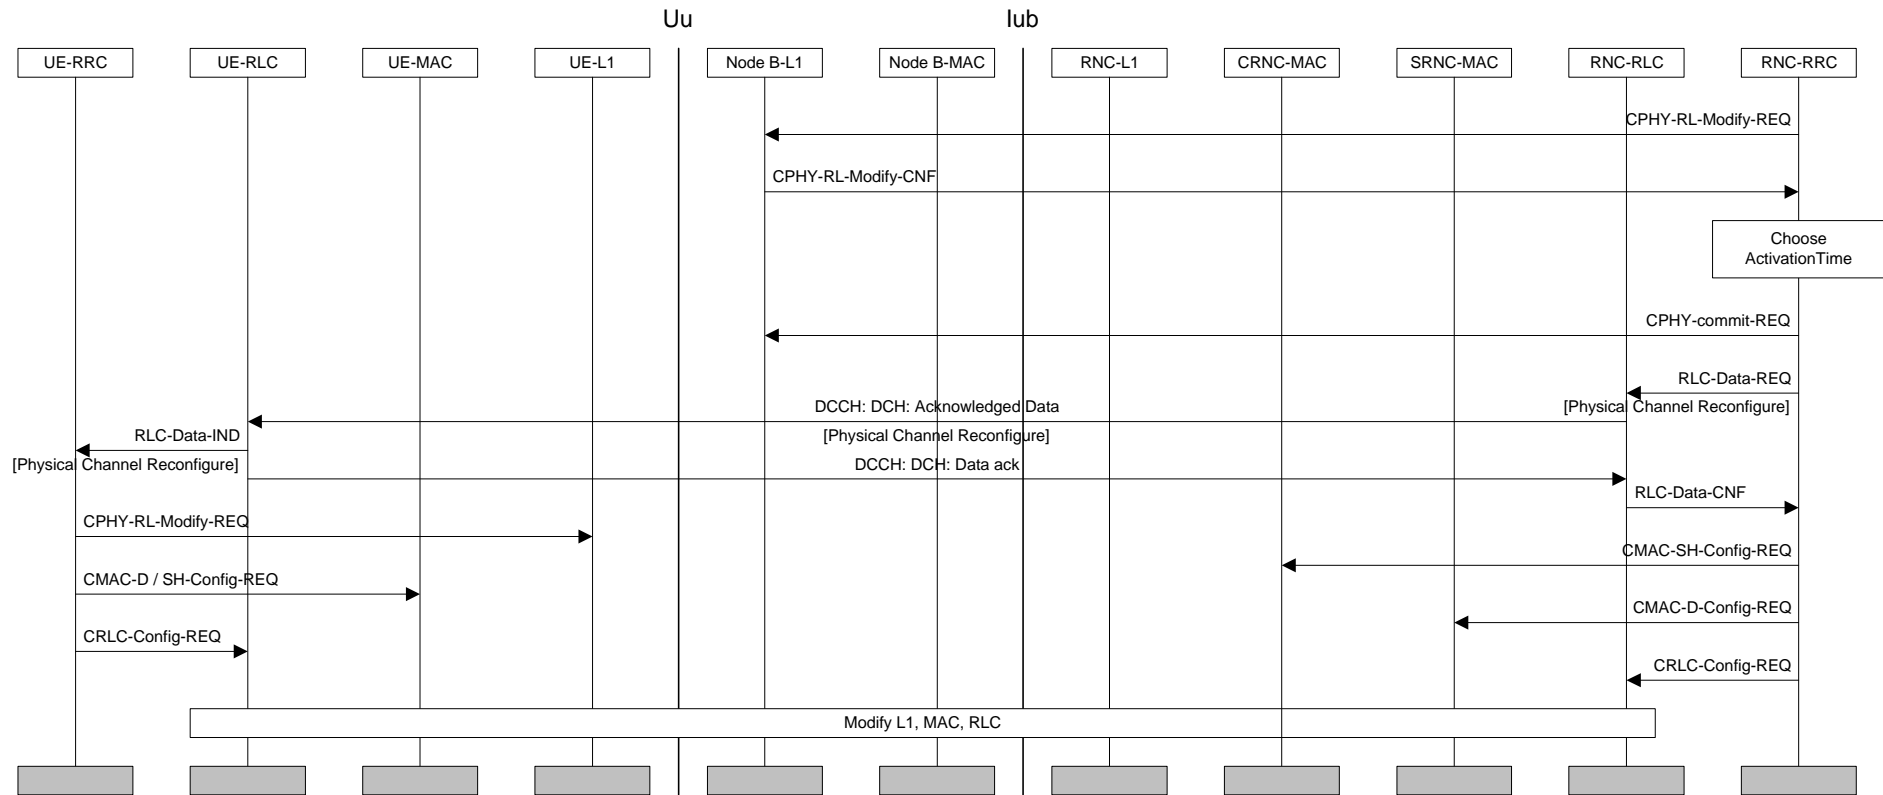 Uu
Iub
UE-RRC
UE-RLC
UE-MAC
UE-L1
Node B-L1
Node B-MAC
RNC-L1
CRNC-MAC
SRNC-MAC
RNC-RLC
RNC-RRC
CPHY-RL-Modify-REQ
CPHY-RL-Modify-CNF
Choose
ActivationTime
CPHY-commit-REQ
RLC-Data-REQ
DCCH: DCH: Acknowledged Data
[Physical Channel Reconfigure]
RLC-Data-IND
[Physical Channel Reconfigure]
[Physical Channel Reconfigure]
DCCH: DCH: Data ack
RLC-Data-CNF
CPHY-RL-Modify-REQ
CMAC-SH-Config-REQ
CMAC-D / SH-Config-REQ
CMAC-D-Config-REQ
CRLC-Config-REQ
CRLC-Config-REQ
Modify L1, MAC, RLC